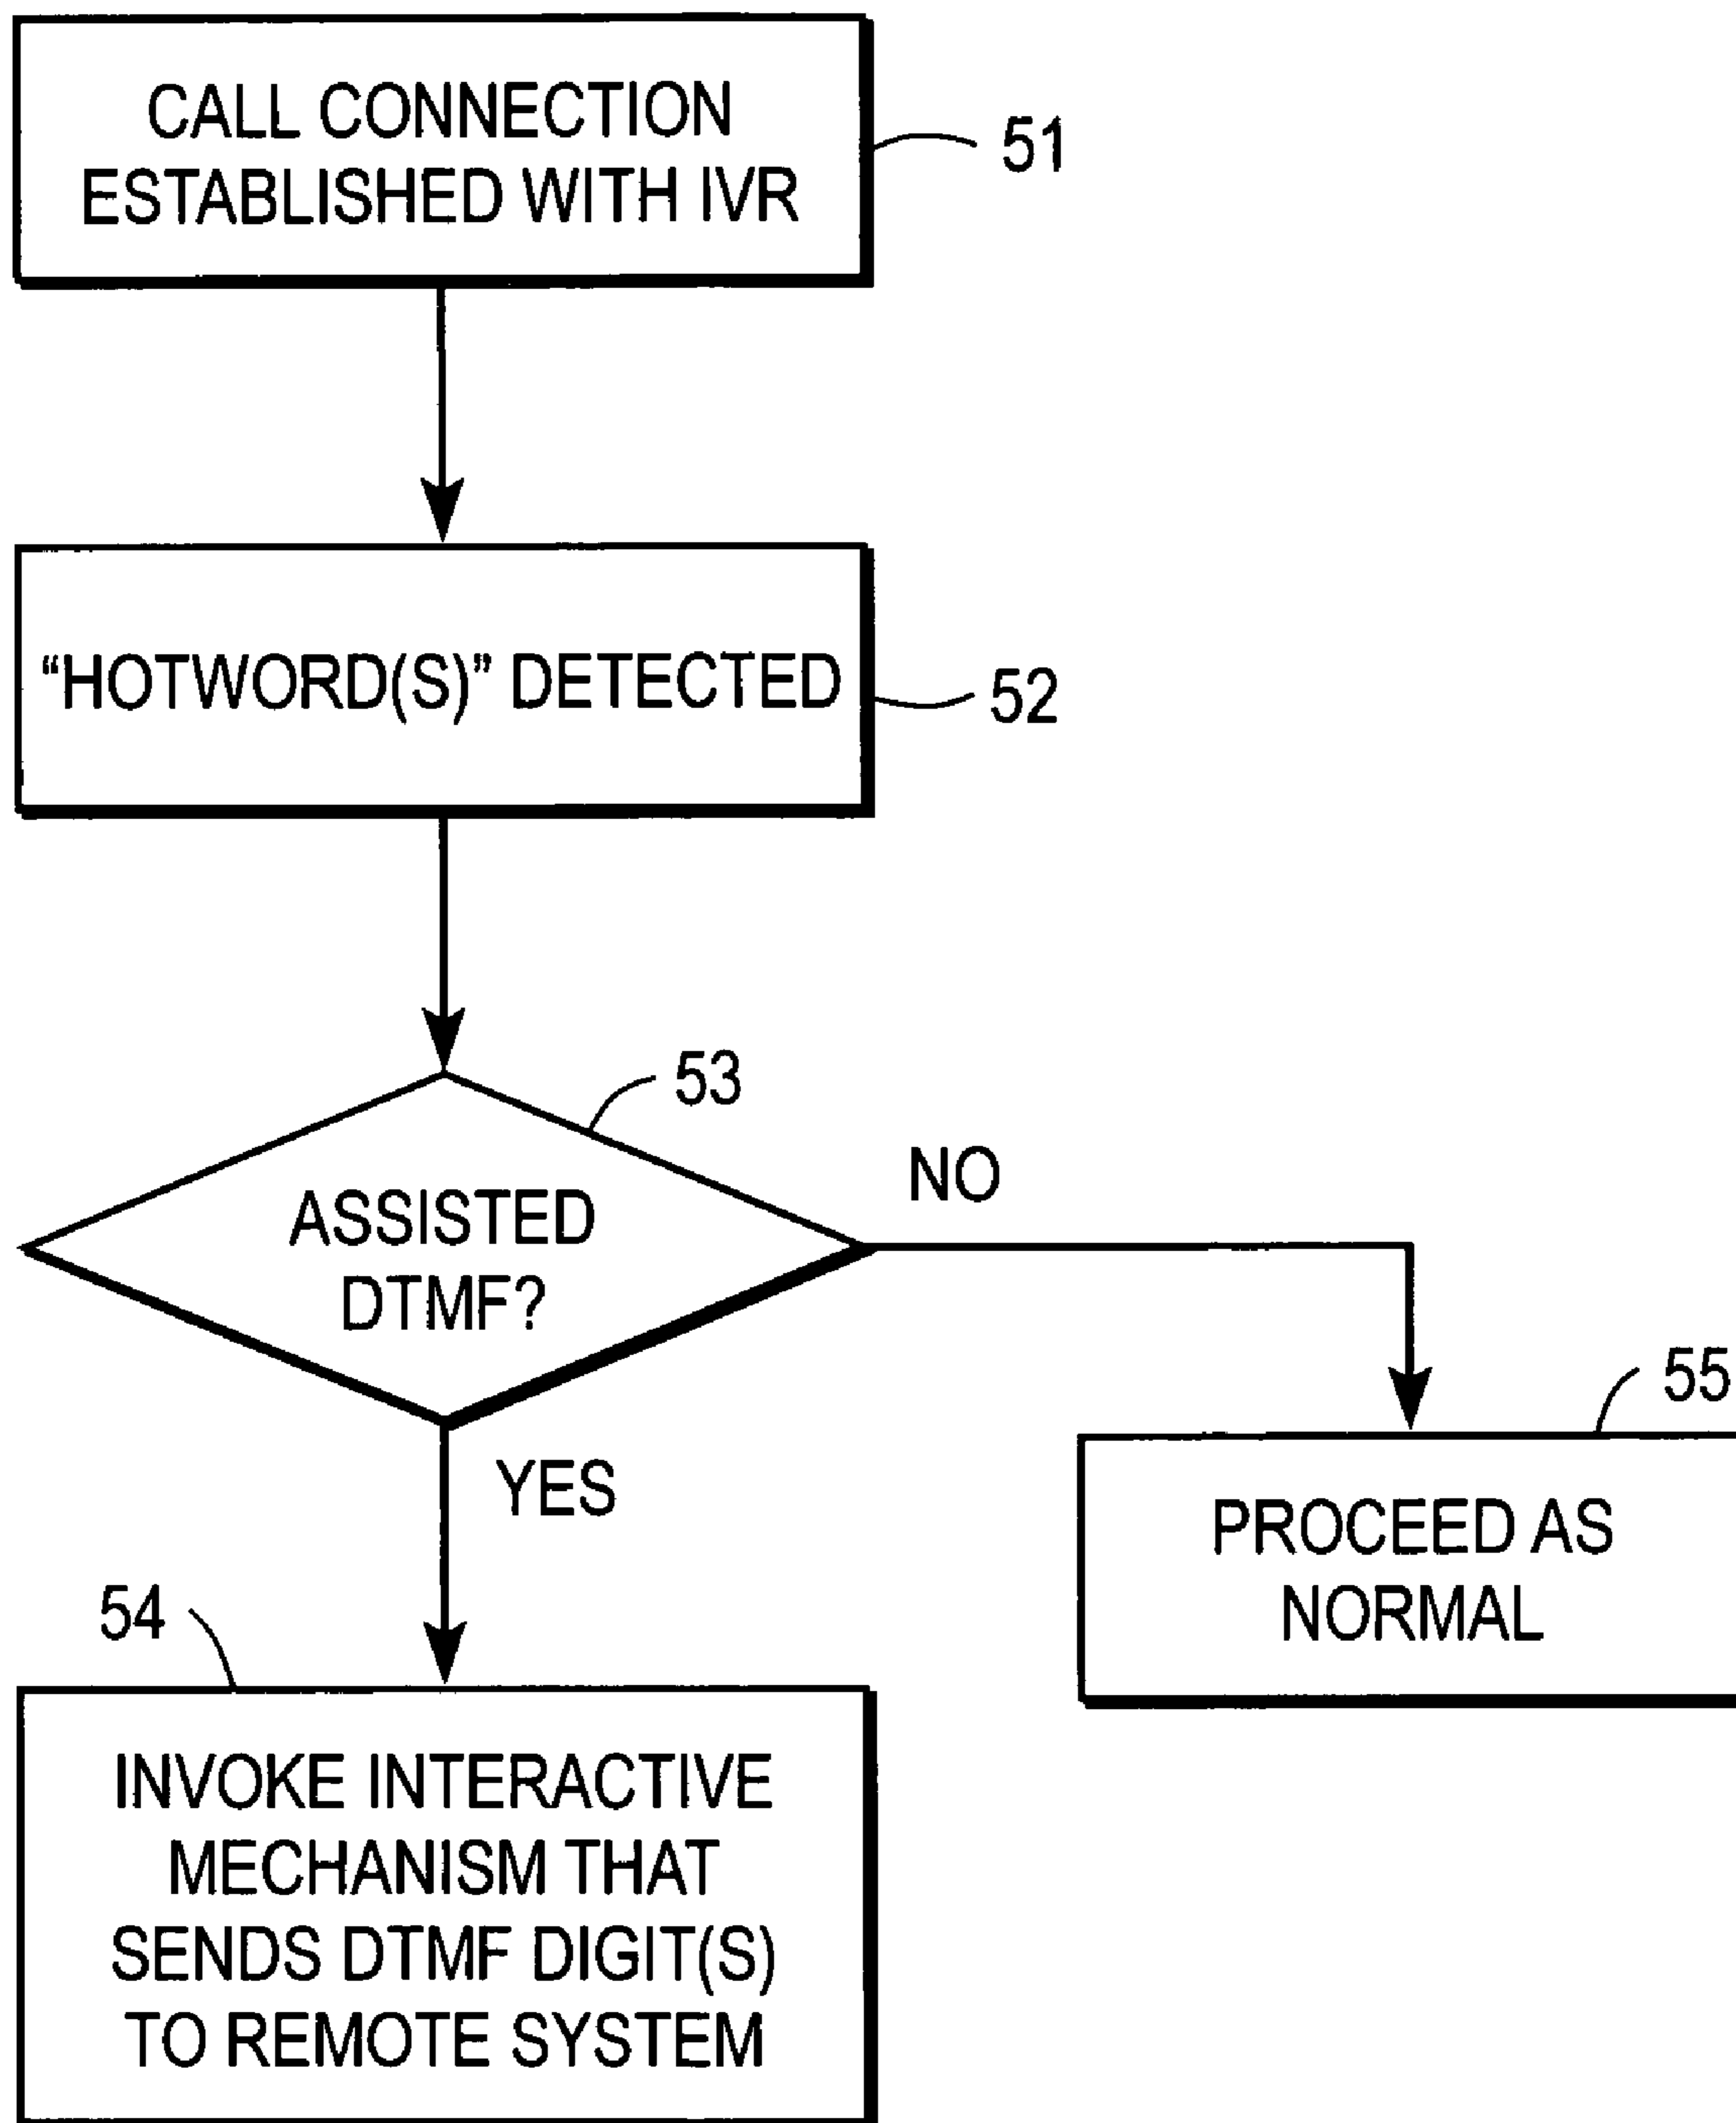 CALL CONNECTION
ESTABLISHED WITH IVR
51
“HOTWORD(S)” DETECTED
52
53
ASSISTED
DTMF?
NO
YES
55
PROCEED AS
NORMAL
54
INVOKE INTERACTIVE
MECHANISM THAT
SENDS DTMF DIGIT(S)
TO REMOTE SYSTEM